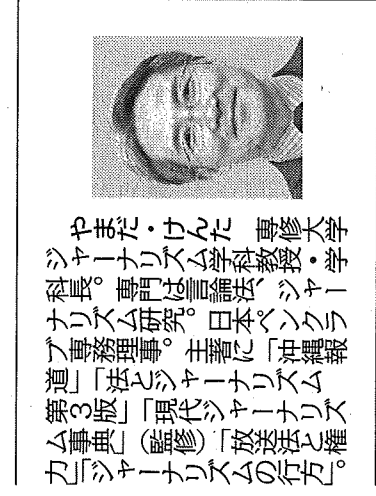 やまだ・けんた　専修大学
ジャーナリズム学科教授・学
科長。専門は言論法、ジャー
ナリズム研究。日本ペンクラ
ブ専務理事。主著に「沖縄報
道」「法とジャーナリズム
第3版」「現代ジャーナリズ
ム事典」（監修）「放送法と権
力」「ジャーナリズムの行方」。